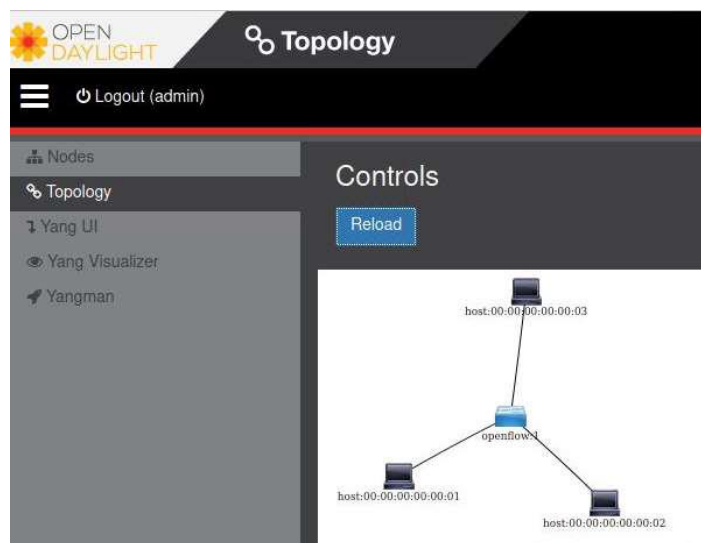 OPEN
DAYLIGHT
Topology
Logout (admin)
Nodes
Topology
Yang UI
Yang Visualizer
Yangman
Controls
Reload
host:00:00:00:00:00:03
openflow:1
host:00:00:00:00:00:01
host:00:00:00:00:00:02